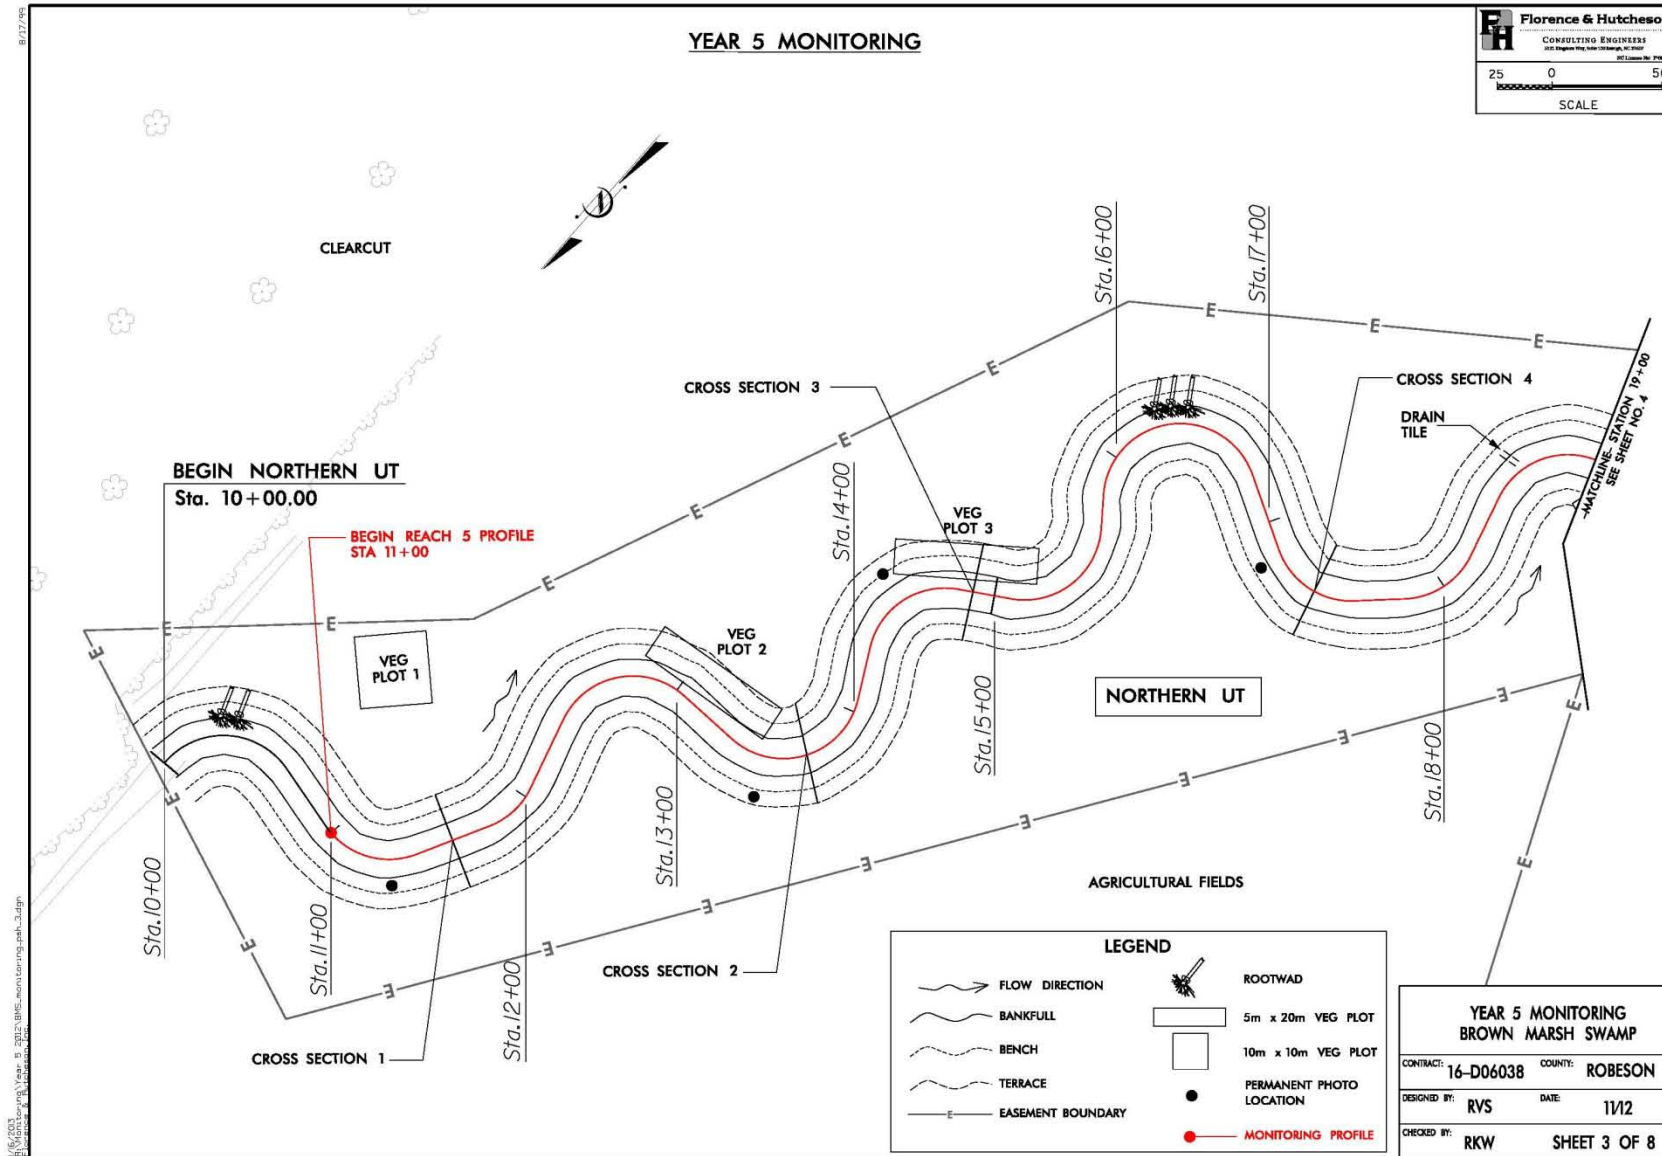 8/17/99
YEAR 5 MONITORING
Florence & Hutcheso
CONSULTING ENGINEERS
25 0 50
SCALE
CLEARCUT
Sta.16+00
Sta.17+00
CROSS SECTION 3
CROSS SECTION 4
DRAIN
TILE
MATCHLINE- STATION 19+00
SEE SHEET NO. 4
BEGIN NORTHERN UT
Sta. 10+00.00
BEGIN REACH 5 PROFILE
STA 11+00
Sta.14+00
VEG
PLOT 3
VEG
PLOT 1
VEG
PLOT 2
NORTHERN UT
Sta.15+00
Sta.18+00
Sta.13+00
Sta.10+00
Sta.11+00
Sta.12+00
AGRICULTURAL FIELDS
CROSS SECTION 2
CROSS SECTION 1
E E E E E E E E E E E E E E E E E E E E E E E E E
LEGEND
FLOW DIRECTION
BANKFULL
BENCH
TERRACE
E EASEMENT BOUNDARY
ROOTWAD
5m x 20m VEG PLOT
10m x 10m VEG PLOT
PERMANENT PHOTO
LOCATION
MONITORING PROFILE
YEAR 5 MONITORING
BROWN MARSH SWAMP
CONTRACT: 16-D06038 COUNTY: ROBESON
DESIGNED BY: RVS DATE: 11/12
CHECKED BY: RKW SHEET 3 OF 8